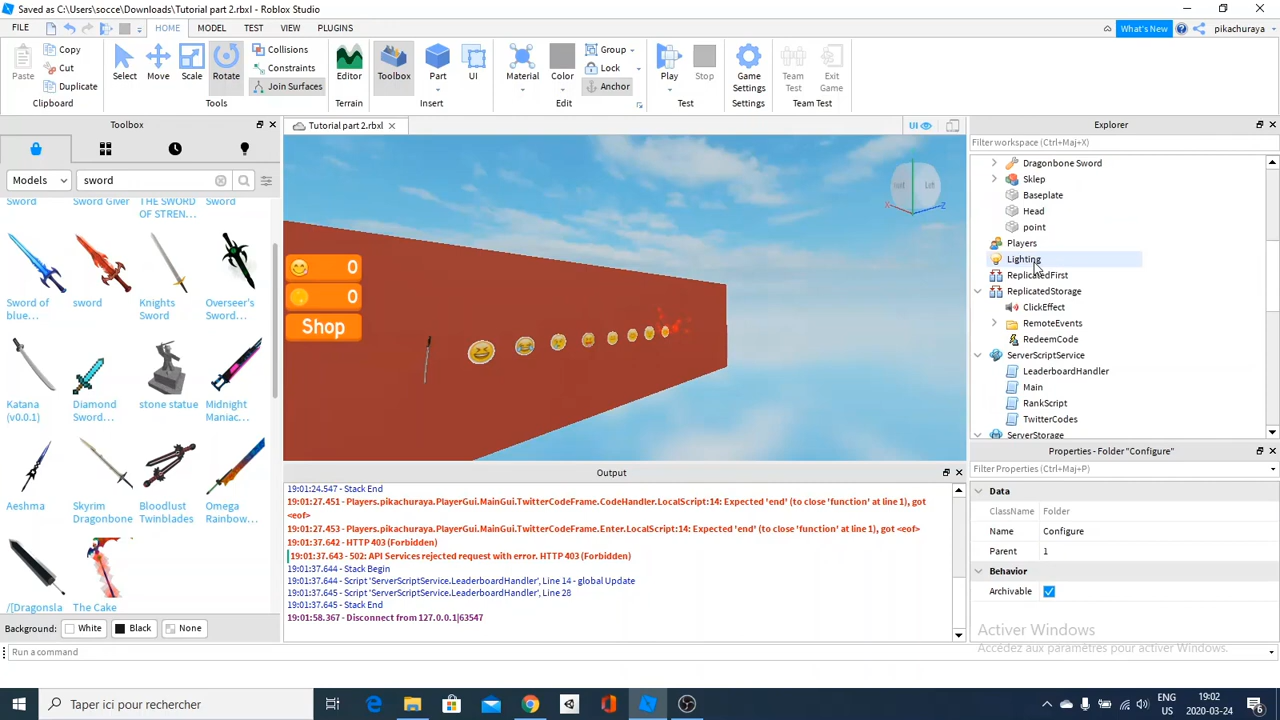 Saved as C:\Users\socce\Downloads\Tutorial part 2.rbxl - Roblox Studio
FILE HOME MODEL TEST VIEW PLUGINS What's New pikachuraya
Paste Copy Cut Duplicate Select Move Scale Rotate Collisions Constraints Join Surfaces Editor Toolbox Part UI Material Color Group Lock Anchor Play Stop Game Settings Team Test Exit Game
Clipboard Tools Terrain Insert Edit Test Settings Team Test
Toolbox
Models sword
Sword
Sword Giver
THE SWORD OF STREN...
Sword
Sword of blue...
sword
Knights Sword
Overseer's Sword...
Katana (v0.0.1)
Diamond Sword...
stone statue
Midnight Maniac...
Aeshma
Skyrim Dragonbone
Bloodlust Twinblades
Omega Rainbow...
/[Dragonsla
The Cake
Background: White Black None
Run a command
Tutorial part 2.rbxl
UI
0
0
Shop
Output
19:01:24.547 - Stack End
19:01:27.451 - Players.pikachuraya.PlayerGui.MainGui.TwitterCodeFrame.CodeHandler.LocalScript:14: Expected 'end' (to close 'function' at line 1), got
<eof>
19:01:27.453 - Players.pikachuraya.PlayerGui.MainGui.TwitterCodeFrame.Enter.LocalScript:14: Expected 'end' (to close 'function' at line 1), got <eof>
19:01:37.642 - HTTP 403 (Forbidden)
19:01:37.643 - 502: API Services rejected request with error. HTTP 403 (Forbidden)
19:01:37.644 - Stack Begin
19:01:37.644 - Script 'ServerScriptService.LeaderboardHandler', Line 14 - global Update
19:01:37.645 - Script 'ServerScriptService.LeaderboardHandler', Line 28
19:01:37.645 - Stack End
19:01:58.367 - Disconnect from 127.0.0.1|63547
Explorer
Filter workspace (Ctrl+Maj+X)
Dragonbone Sword
Sklep
Baseplate
Head
point
Players
Lighting
ReplicatedFirst
ReplicatedStorage
ClickEffect
RemoteEvents
RedeemCode
ServerScriptService
LeaderboardHandler
Main
RankScript
TwitterCodes
ServerStorage
Properties - Folder "Configure"
Filter Properties (Ctrl+Maj+P)
Data
ClassName Folder
Name Configure
Parent 1
Behavior
Archivable
Activer Windows
Accédez aux paramètres pour activer Windows.
Taper ici pour rechercher
ENG
US
19:02
2020-03-24